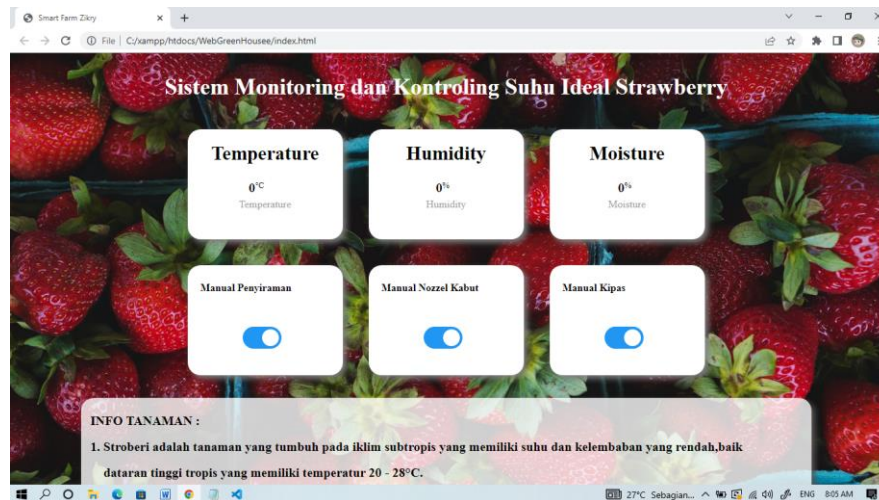 Smart Farm Zikry
File | C:/xampp/htdocs/WebGreenHousee/index.html
Sistem Monitoring dan Kontroling Suhu Ideal Strawberry
Temperature
0°C
Temperature
Humidity
0%
Humidity
Moisture
0%
Moisture
Manual Penyiraman
Manual Nozzel Kabut
Manual Kipas
INFO TANAMAN :
1. Stroberi adalah tanaman yang tumbuh pada iklim subtropis yang memiliki suhu dan kelembaban yang rendah,baik
dataran tinggi tropis yang memiliki temperatur 20 - 28°C.
27°C Sebagian... ENG 8:05 AM